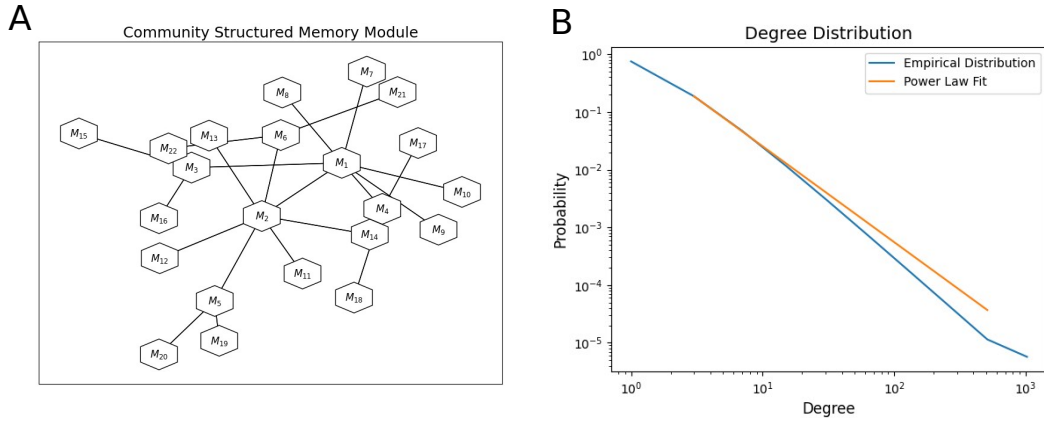 A
Community Structured Memory Module
M7
M8
M21
M15
M13
M6
M17
M22
M3
M1
M10
M4
M16
M2
M9
M14
M12
M11
M5
M18
M19
M20
B
Degree Distribution
Empirical Distribution
Power Law Fit
10^0
10^-1
10^-2
10^-3
10^-4
10^-5
Probability
10^0
10^1
10^2
10^3
Degree